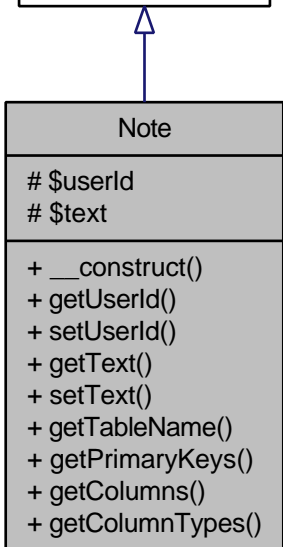 Note
# $userId
# $text
+ __construct()
+ getUserId()
+ setUserId()
+ getText()
+ setText()
+ getTableName()
+ getPrimaryKeys()
+ getColumns()
+ getColumnTypes()